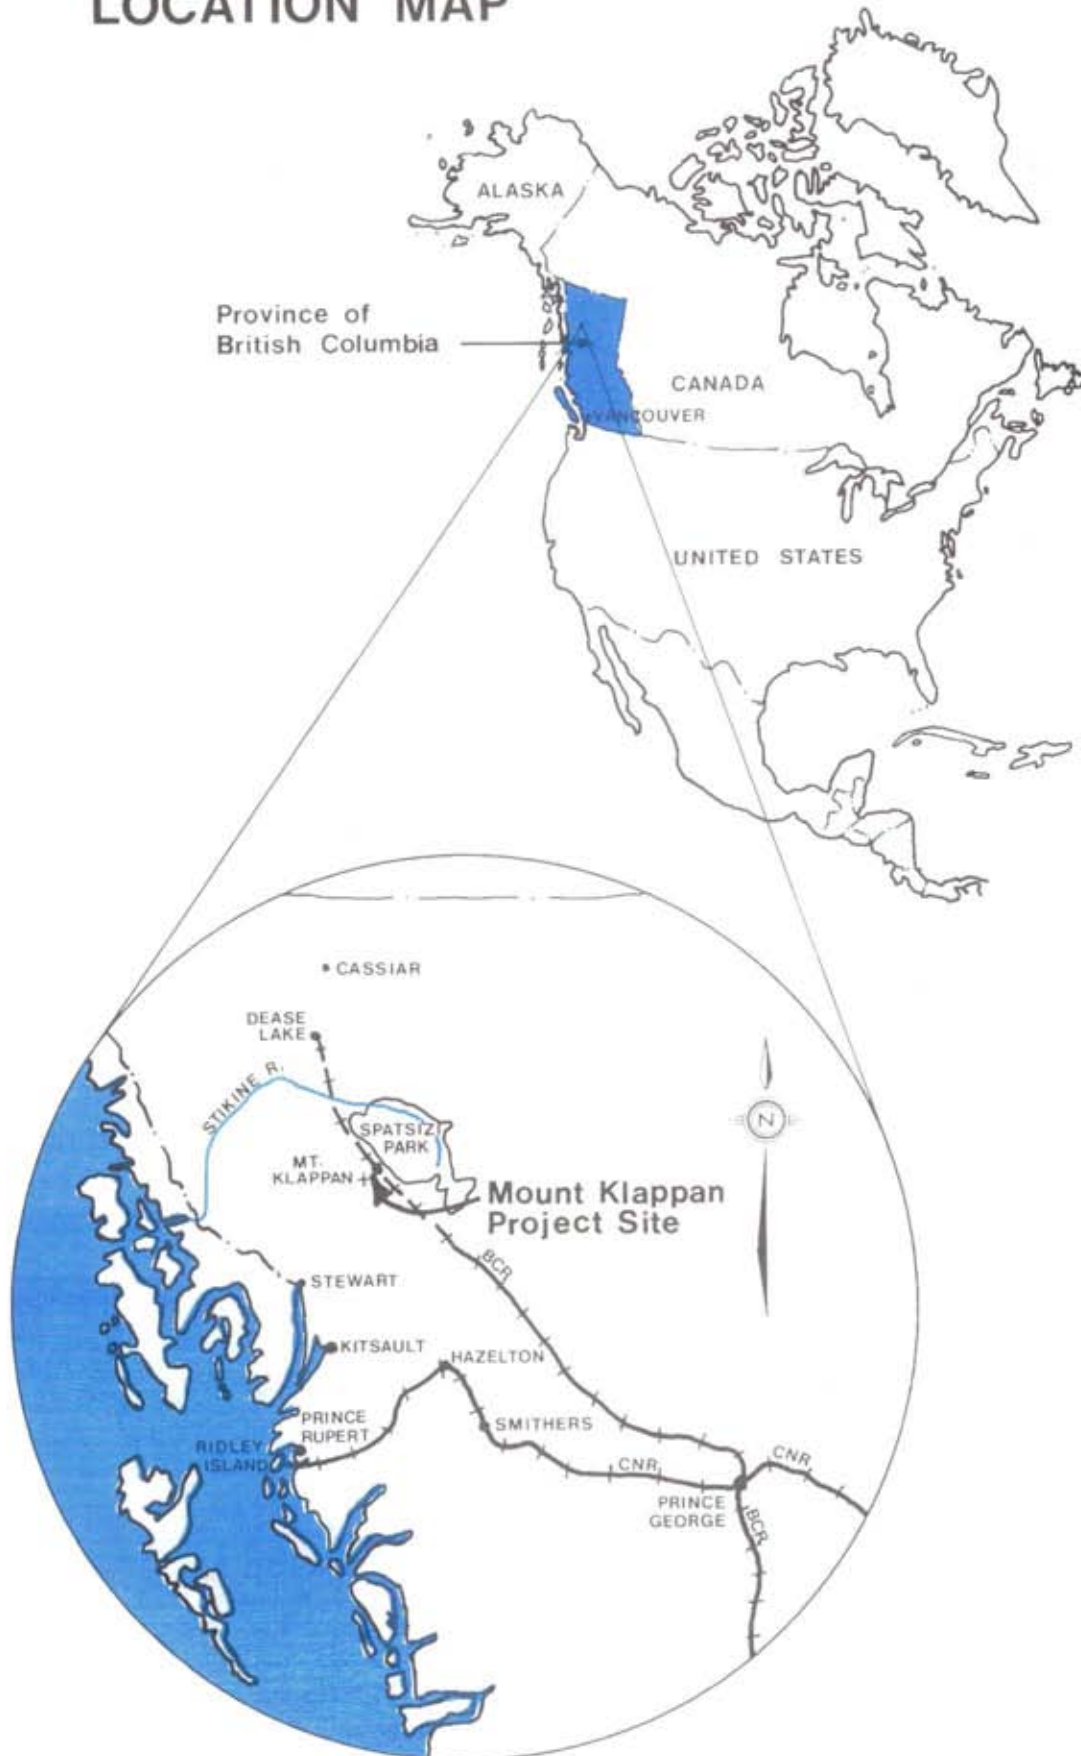 LOCATION MAP
ALASKA
Province of
British Columbia
CANADA
VANCOUVER
UNITED STATES
CASSIAR
DEASE
LAKE
STIKINE R.
SPATSIZI
PARK
MT.
KLAPPAN
N
Mount Klappan
Project Site
BCR
STEWART
KITSAULT
HAZELTON
PRINCE
RUPERT
SMITHERS
RIDLEY
ISLAND
CNR
CNR
PRINCE
GEORGE
BCR